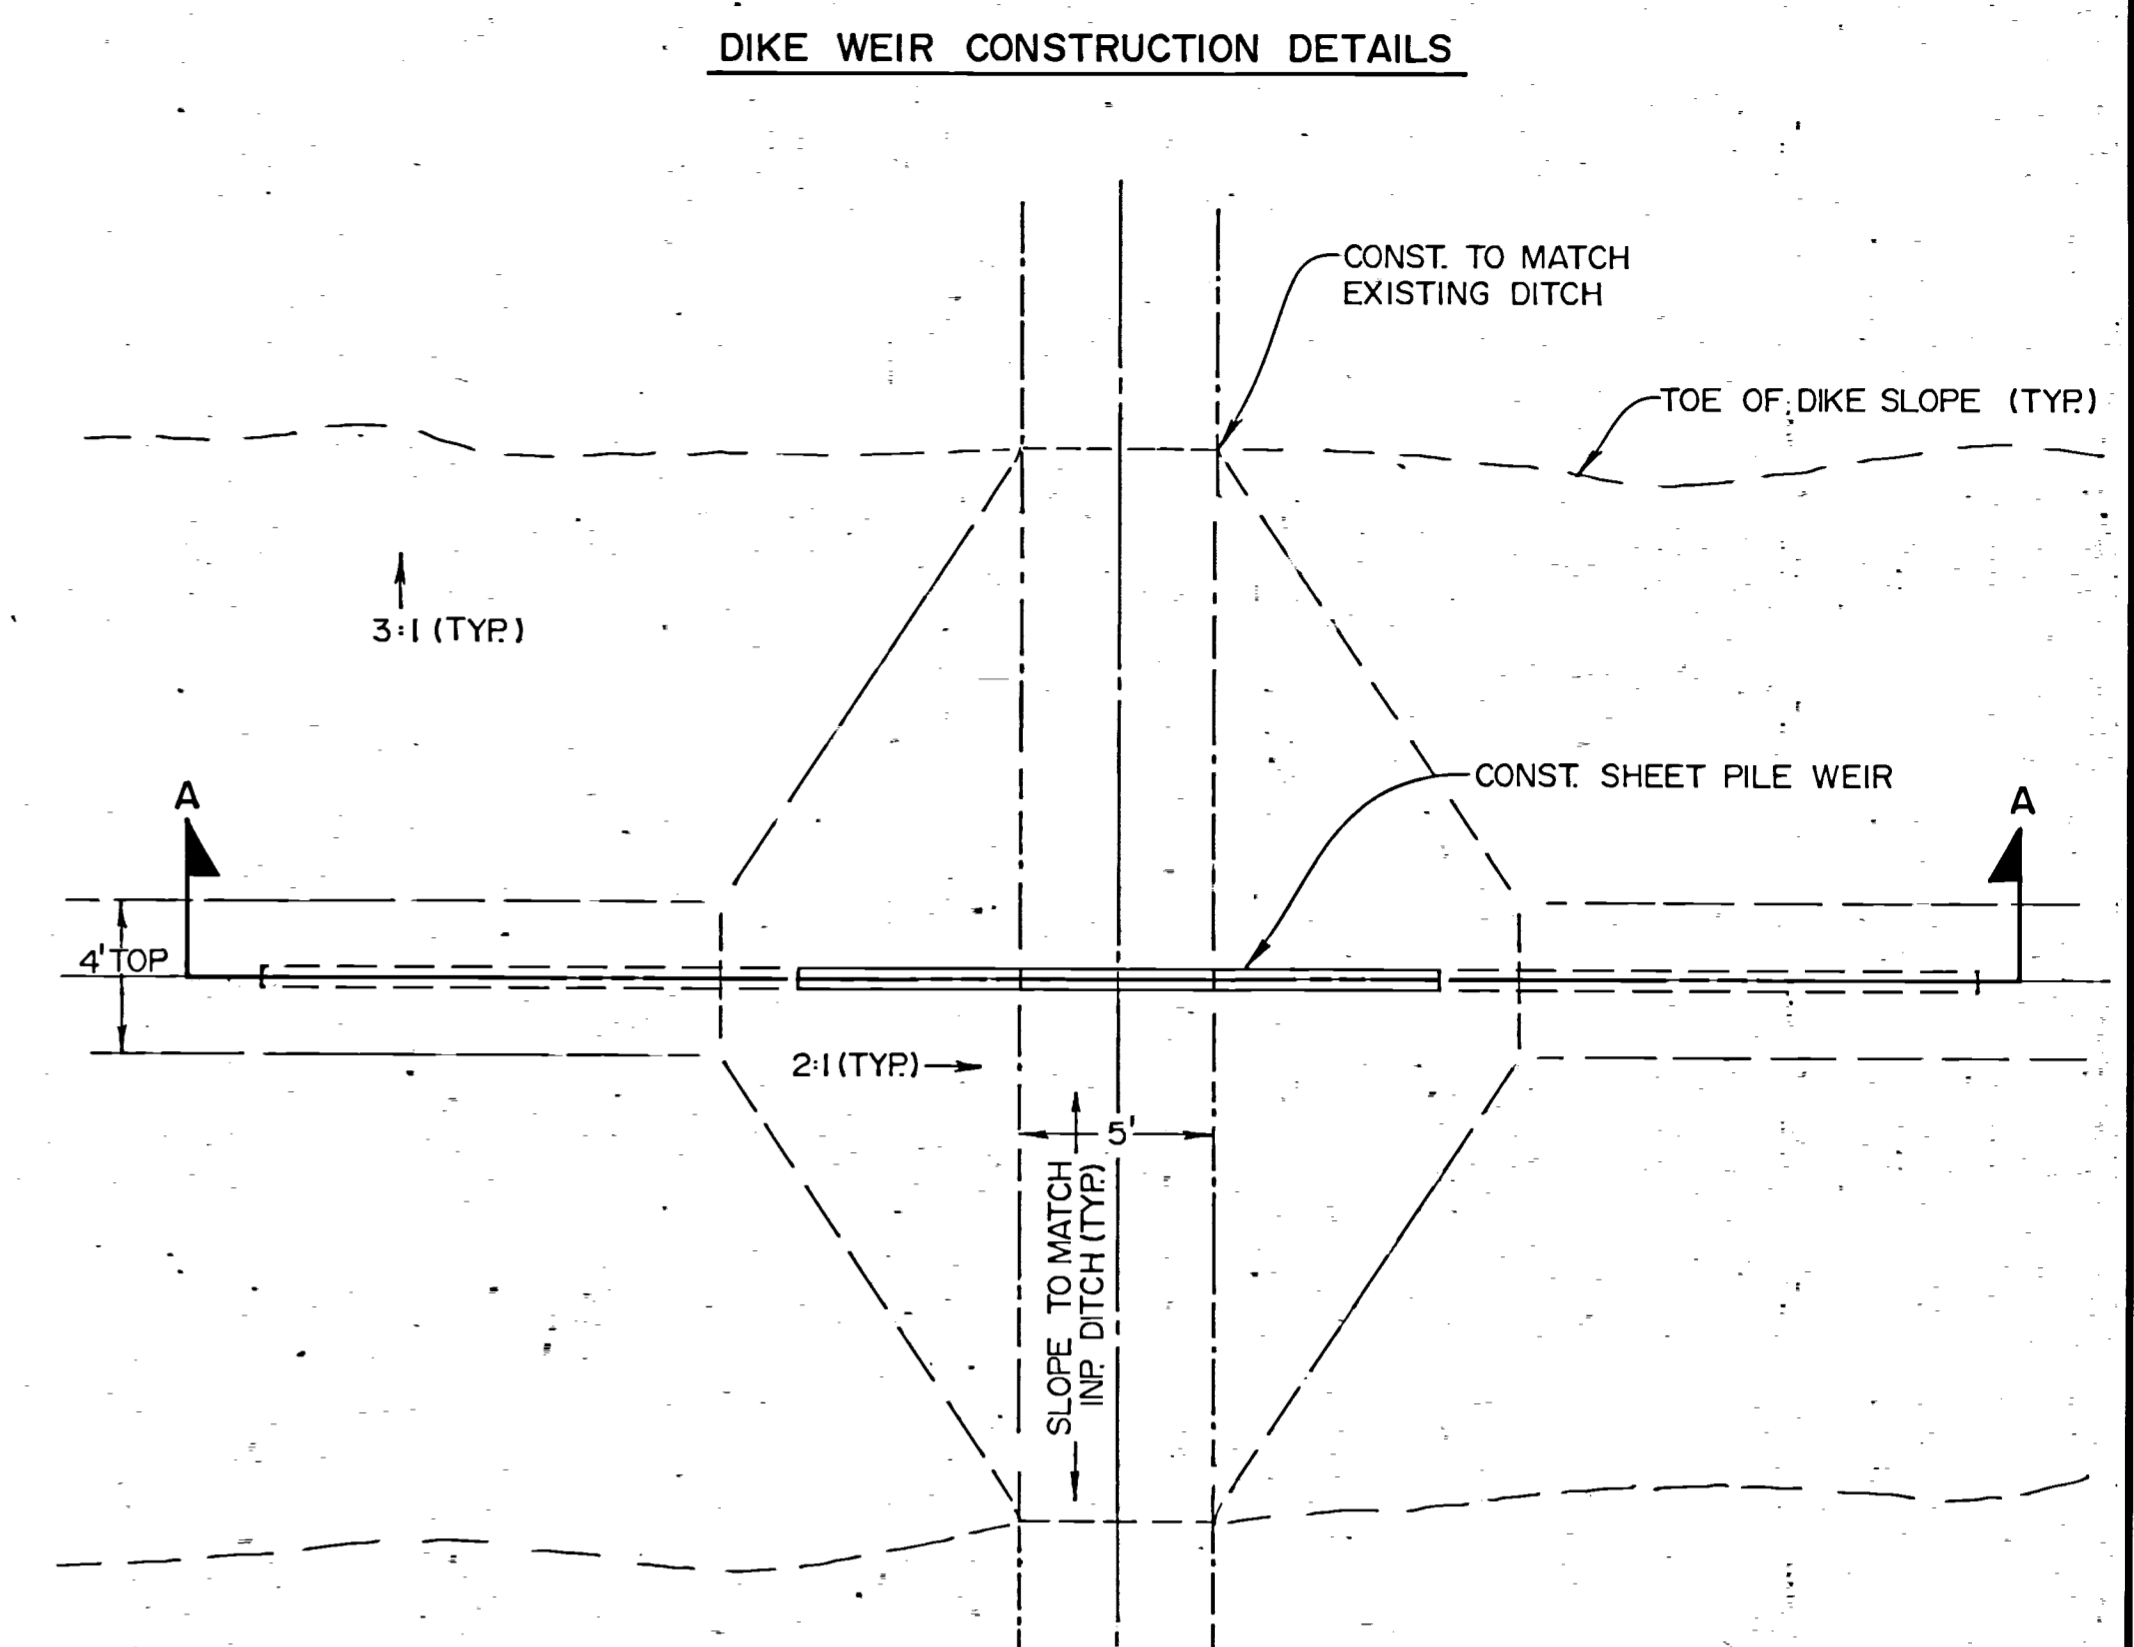 DIKE WEIR CONSTRUCTION DETAILS
CONST. TO MATCH
EXISTING DITCH
TOE OF DIKE SLOPE (TYP.)
3:1 (TYP.)
CONST. SHEET PILE WEIR
A
A
4' TOP
2:1 (TYP.)
5'
SLOPE TO MATCH
INP. DITCH (TYP.)